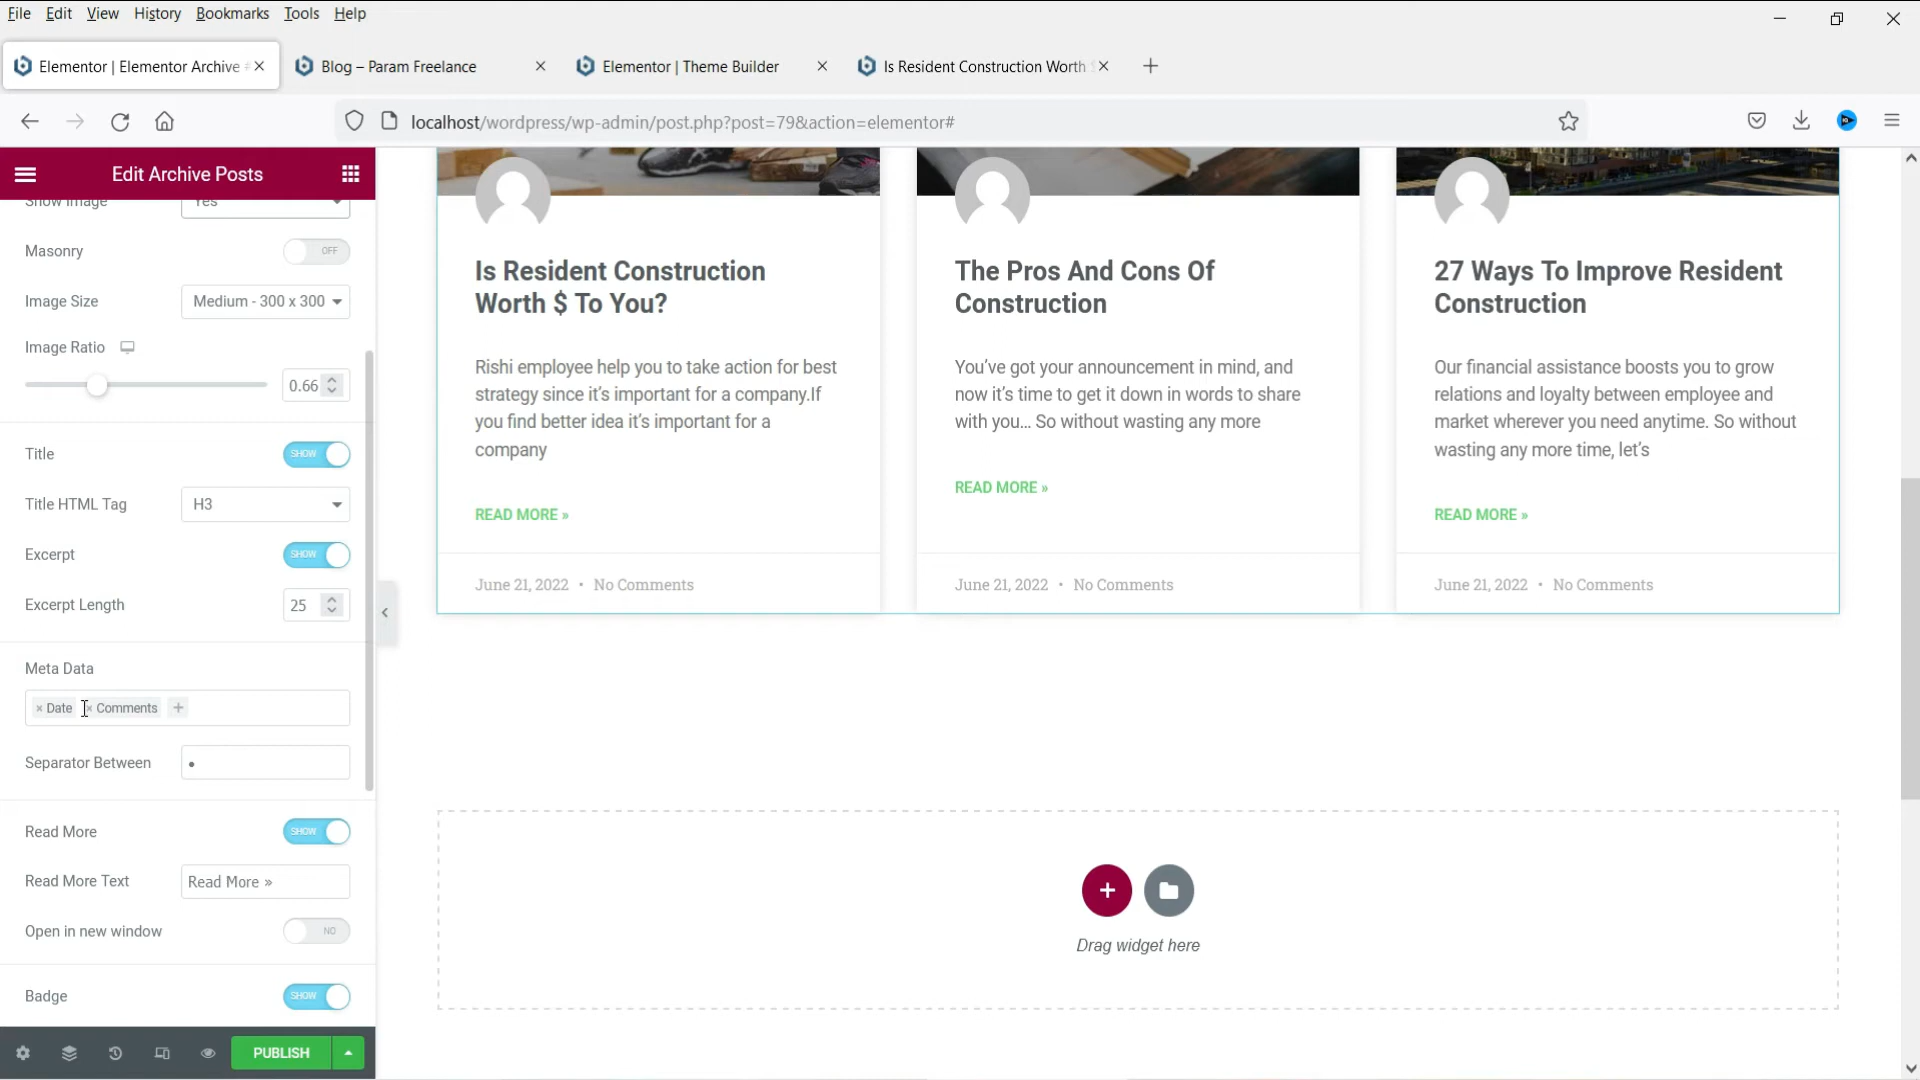 File Edit View History Bookmarks Tools Help
Elementor | Elementor Archive #
Blog – Param Freelance
Elementor | Theme Builder
Is Resident Construction Worth $
localhost/wordpress/wp-admin/post.php?post=79&action=elementor#
Edit Archive Posts
Show Image Yes
Masonry OFF
Image Size Medium - 300 x 300
Image Ratio
0.66
Title SHOW
Title HTML Tag H3
Excerpt SHOW
Excerpt Length 25
Meta Data
× Date × Comments +
Separator Between •
Read More SHOW
Read More Text Read More »
Open in new window NO
Badge SHOW
PUBLISH
Is Resident Construction
Worth $ To You?
Rishi employee help you to take action for best
strategy since it's important for a company.If
you find better idea it's important for a
company
READ MORE »
June 21, 2022 • No Comments
The Pros And Cons Of
Construction
You've got your announcement in mind, and
now it's time to get it down in words to share
with you... So without wasting any more
READ MORE »
June 21, 2022 • No Comments
27 Ways To Improve Resident
Construction
Our financial assistance boosts you to grow
relations and loyalty between employee and
market wherever you need anytime. So without
wasting any more time, let's
READ MORE »
June 21, 2022 • No Comments
Drag widget here